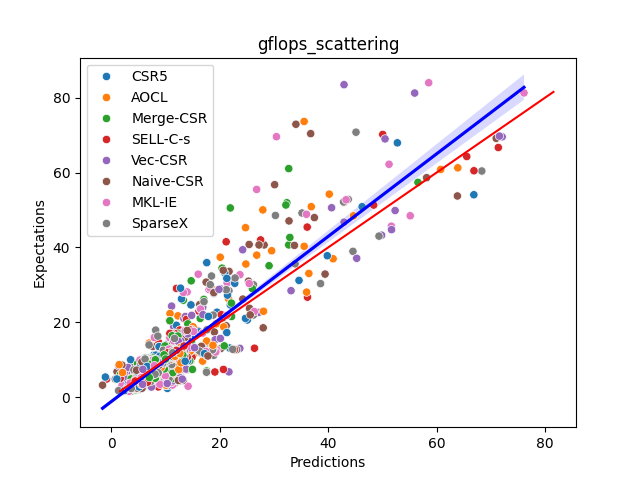 gflops_scattering
CSR5
AOCL
Merge-CSR
SELL-C-s
Vec-CSR
Naive-CSR
MKL-IE
SparseX
Expectations
80
60
40
20
0
0 20 40 60 80
Predictions